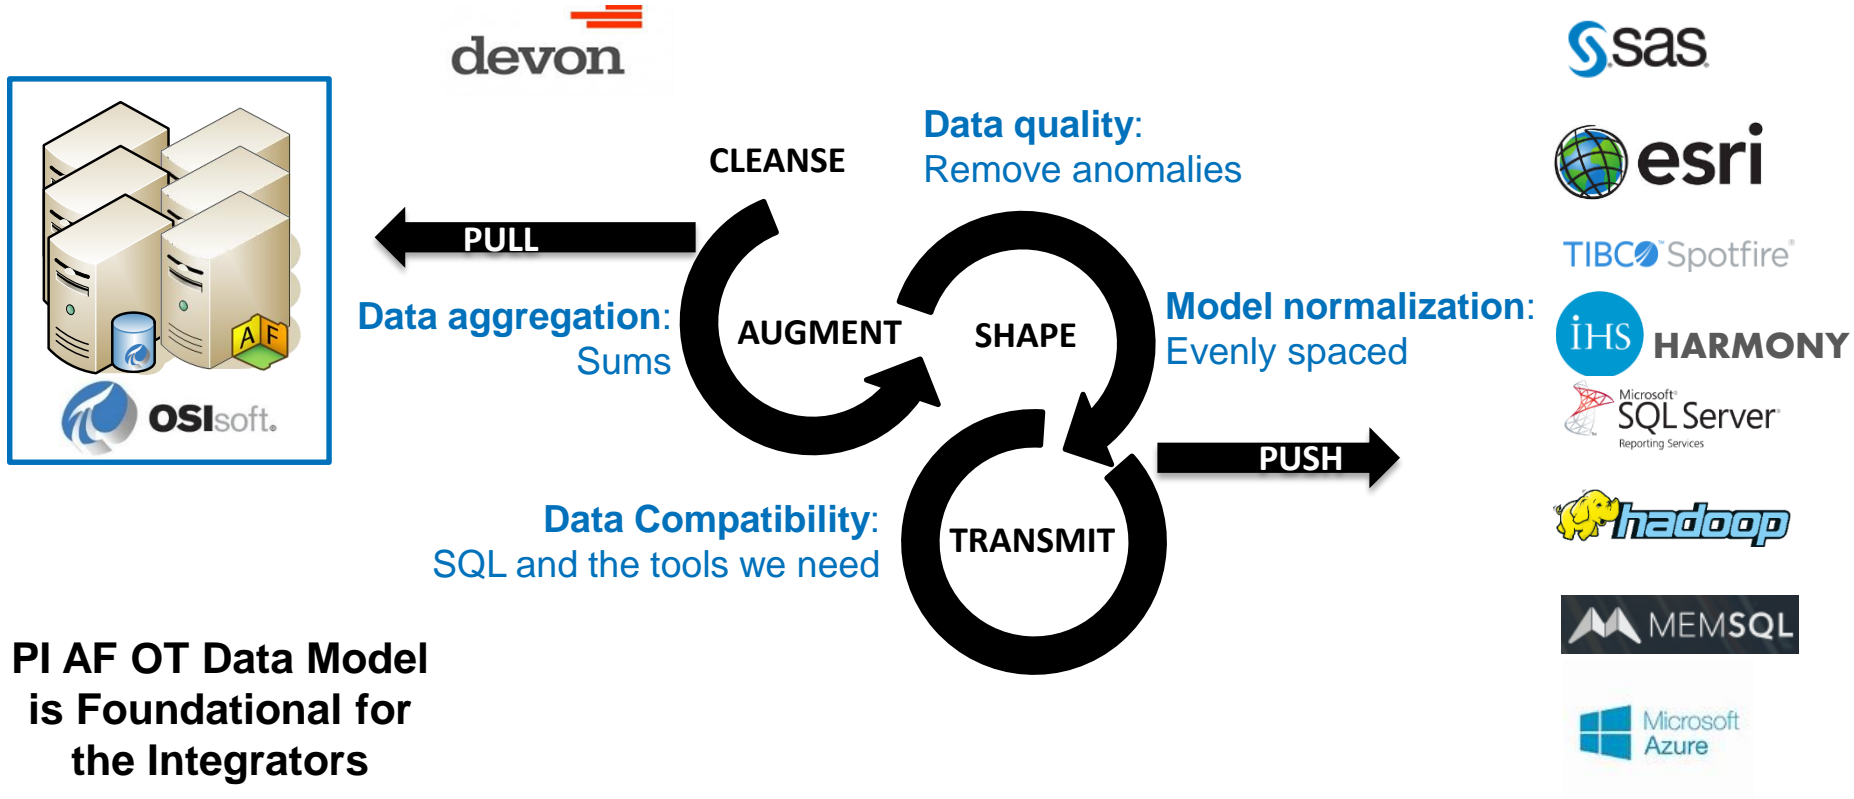 devon
CLEANSE
Data quality:
Remove anomalies
PULL
Data aggregation:
Sums
AUGMENT
SHAPE
Model normalization:
Evenly spaced
A F
OSIsoft.
PUSH
Data Compatibility:
SQL and the tools we need
TRANSMIT
PI AF OT Data Model
is Foundational for
the Integrators
sas
esri
TIBCO™ Spotfire®
iHS HARMONY
Microsoft®
SQL Server®
Reporting Services
hadoop
MEMSQL
Microsoft
Azure